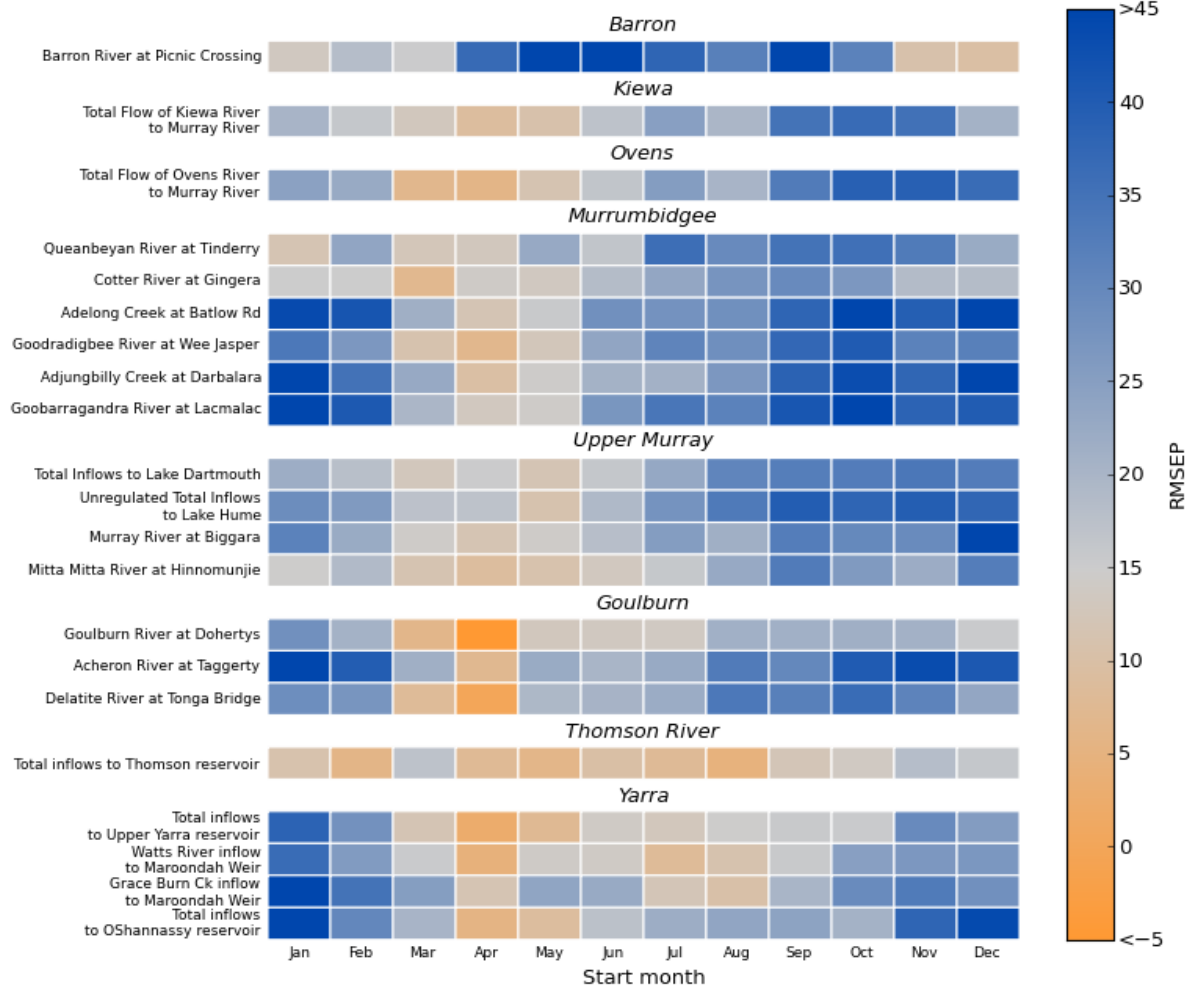 Barron
Barron River at Picnic Crossing
Kiewa
Total Flow of Kiewa River
to Murray River
Ovens
Total Flow of Ovens River
to Murray River
Murrumbidgee
Queanbeyan River at Tinderry
Cotter River at Gingera
Adelong Creek at Batlow Rd
Goodradigbee River at Wee Jasper
Adjungbilly Creek at Darbalara
Goobarragandra River at Lacmalac
Upper Murray
Total Inflows to Lake Dartmouth
Unregulated Total Inflows
to Lake Hume
Murray River at Biggara
Mitta Mitta River at Hinnomunjie
Goulburn
Goulburn River at Dohertys
Acheron River at Taggerty
Delatite River at Tonga Bridge
Thomson River
Total inflows to Thomson reservoir
Yarra
Total inflows
to Upper Yarra reservoir
Watts River inflow
to Maroondah Weir
Grace Burn Ck inflow
to Maroondah Weir
Total inflows
to OShannassy reservoir
Jan Feb Mar Apr May Jun Jul Aug Sep Oct Nov Dec
Start month
>45
40
35
30
25
20
15
10
5
0
<−5
RMSEP